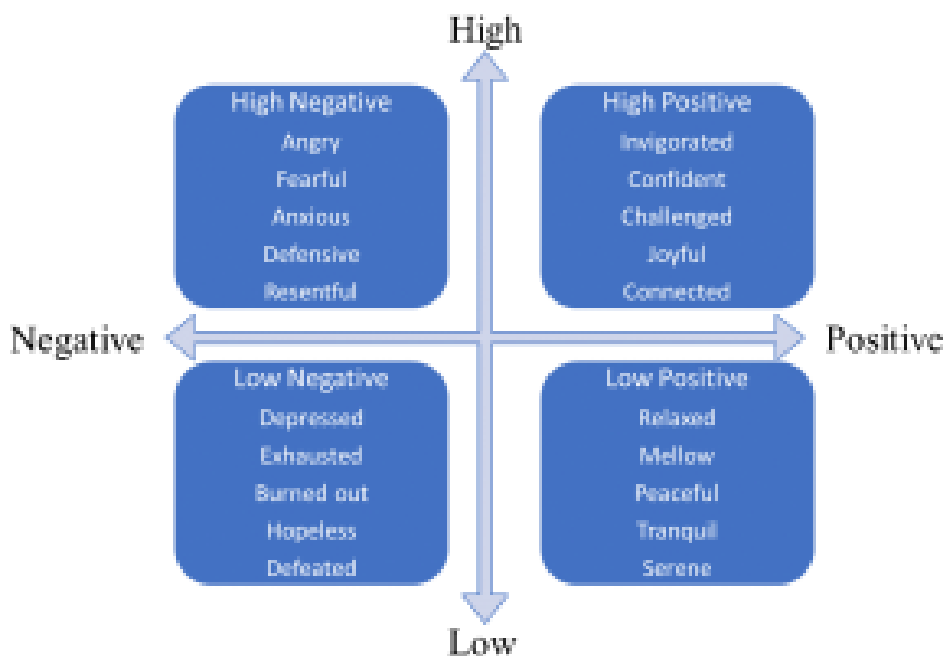 High
High Negative
Angry
Fearful
Anxious
Defensive
Resentful
High Positive
Invigorated
Confident
Challenged
Joyful
Connected
Negative
Positive
Low Negative
Depressed
Exhausted
Burned out
Hopeless
Defeated
Low Positive
Relaxed
Mellow
Peaceful
Tranquil
Serene
Low